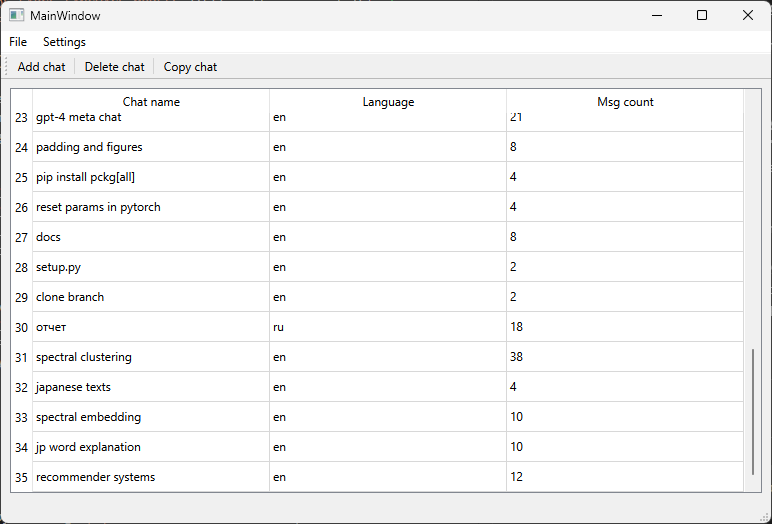 MainWindow
File Settings
Add chat Delete chat Copy chat
Chat name Language Msg count
23 gpt-4 meta chat en 21
24 padding and figures en 8
25 pip install pckg[all] en 4
26 reset params in pytorch en 4
27 docs en 8
28 setup.py en 2
29 clone branch en 2
30 отчет ru 18
31 spectral clustering en 38
32 japanese texts en 4
33 spectral embedding en 10
34 jp word explanation en 10
35 recommender systems en 12